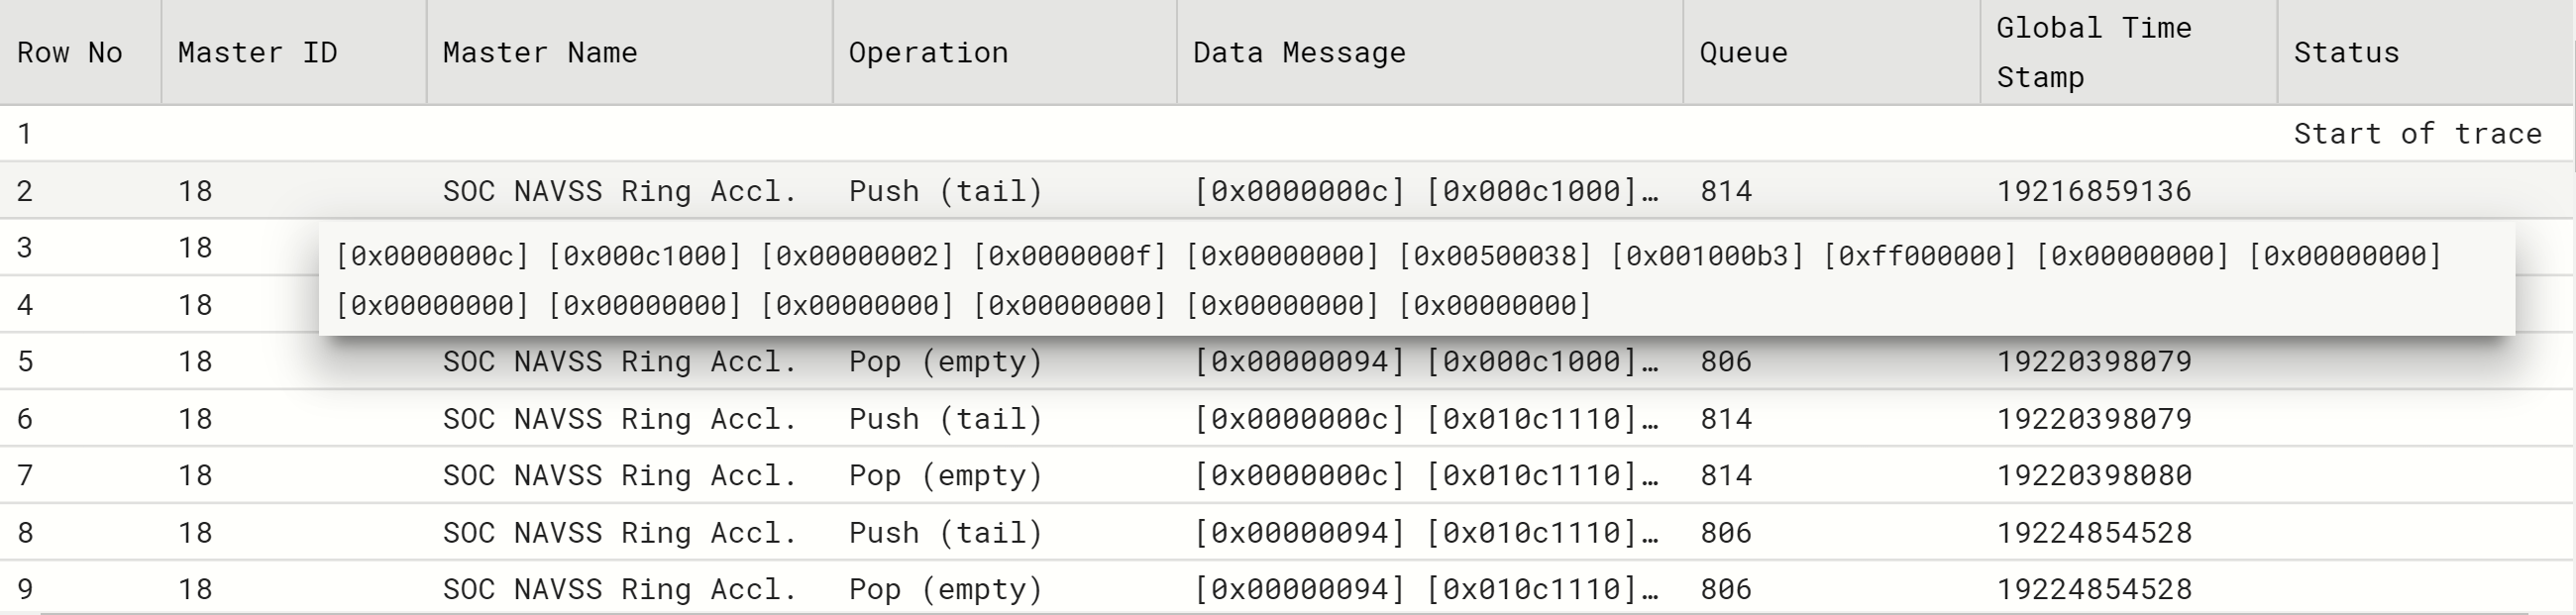 Row No Master ID Master Name Operation Data Message Queue Global Time Stamp Status
1 Start of trace
2 18 SOC NAVSS Ring Accl. Push (tail) [0x0000000c] [0x000c1000]… 814 19216859136
3 18
[0x0000000c] [0x000c1000] [0x00000002] [0x0000000f] [0x00000000] [0x00500038] [0x001000b3] [0xff000000] [0x00000000] [0x00000000]
4 18
[0x00000000] [0x00000000] [0x00000000] [0x00000000] [0x00000000] [0x00000000]
5 18 SOC NAVSS Ring Accl. Pop (empty) [0x00000094] [0x000c1000]… 806 19220398079
6 18 SOC NAVSS Ring Accl. Push (tail) [0x0000000c] [0x010c1110]… 814 19220398079
7 18 SOC NAVSS Ring Accl. Pop (empty) [0x0000000c] [0x010c1110]… 814 19220398080
8 18 SOC NAVSS Ring Accl. Push (tail) [0x00000094] [0x010c1110]… 806 19224854528
9 18 SOC NAVSS Ring Accl. Pop (empty) [0x00000094] [0x010c1110]… 806 19224854528